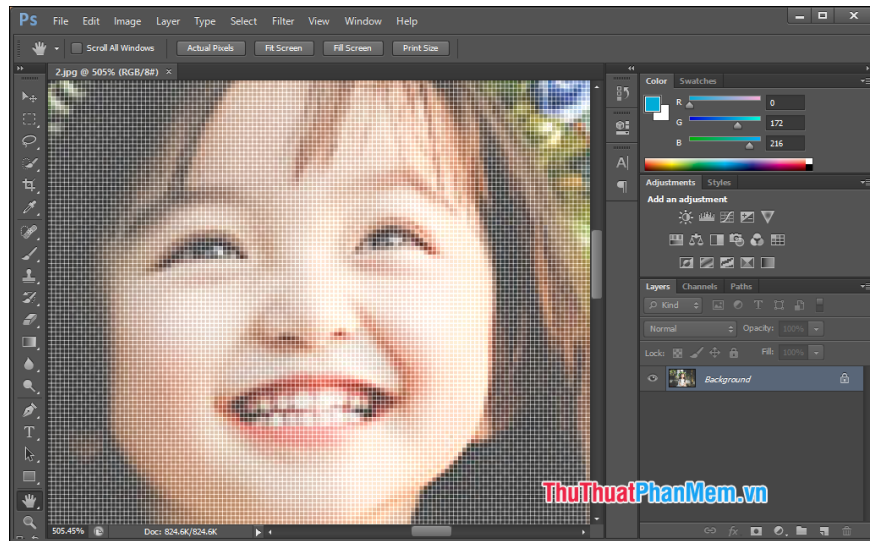 Ps File Edit Image Layer Type Select Filter View Window Help
Scroll All Windows Actual Pixels Fit Screen Fill Screen Print Size
2.jpg @ 505% (RGB/8#) ×
Color Swatches
R 0
G 172
B 216
Adjustments Styles
Add an adjustment
Layers Channels Paths
Kind
Normal Opacity: 100%
Lock: Fill: 100%
Background
ThuThuatPhanMem.vn
505.45% Doc: 824.6K/824.6K
fx